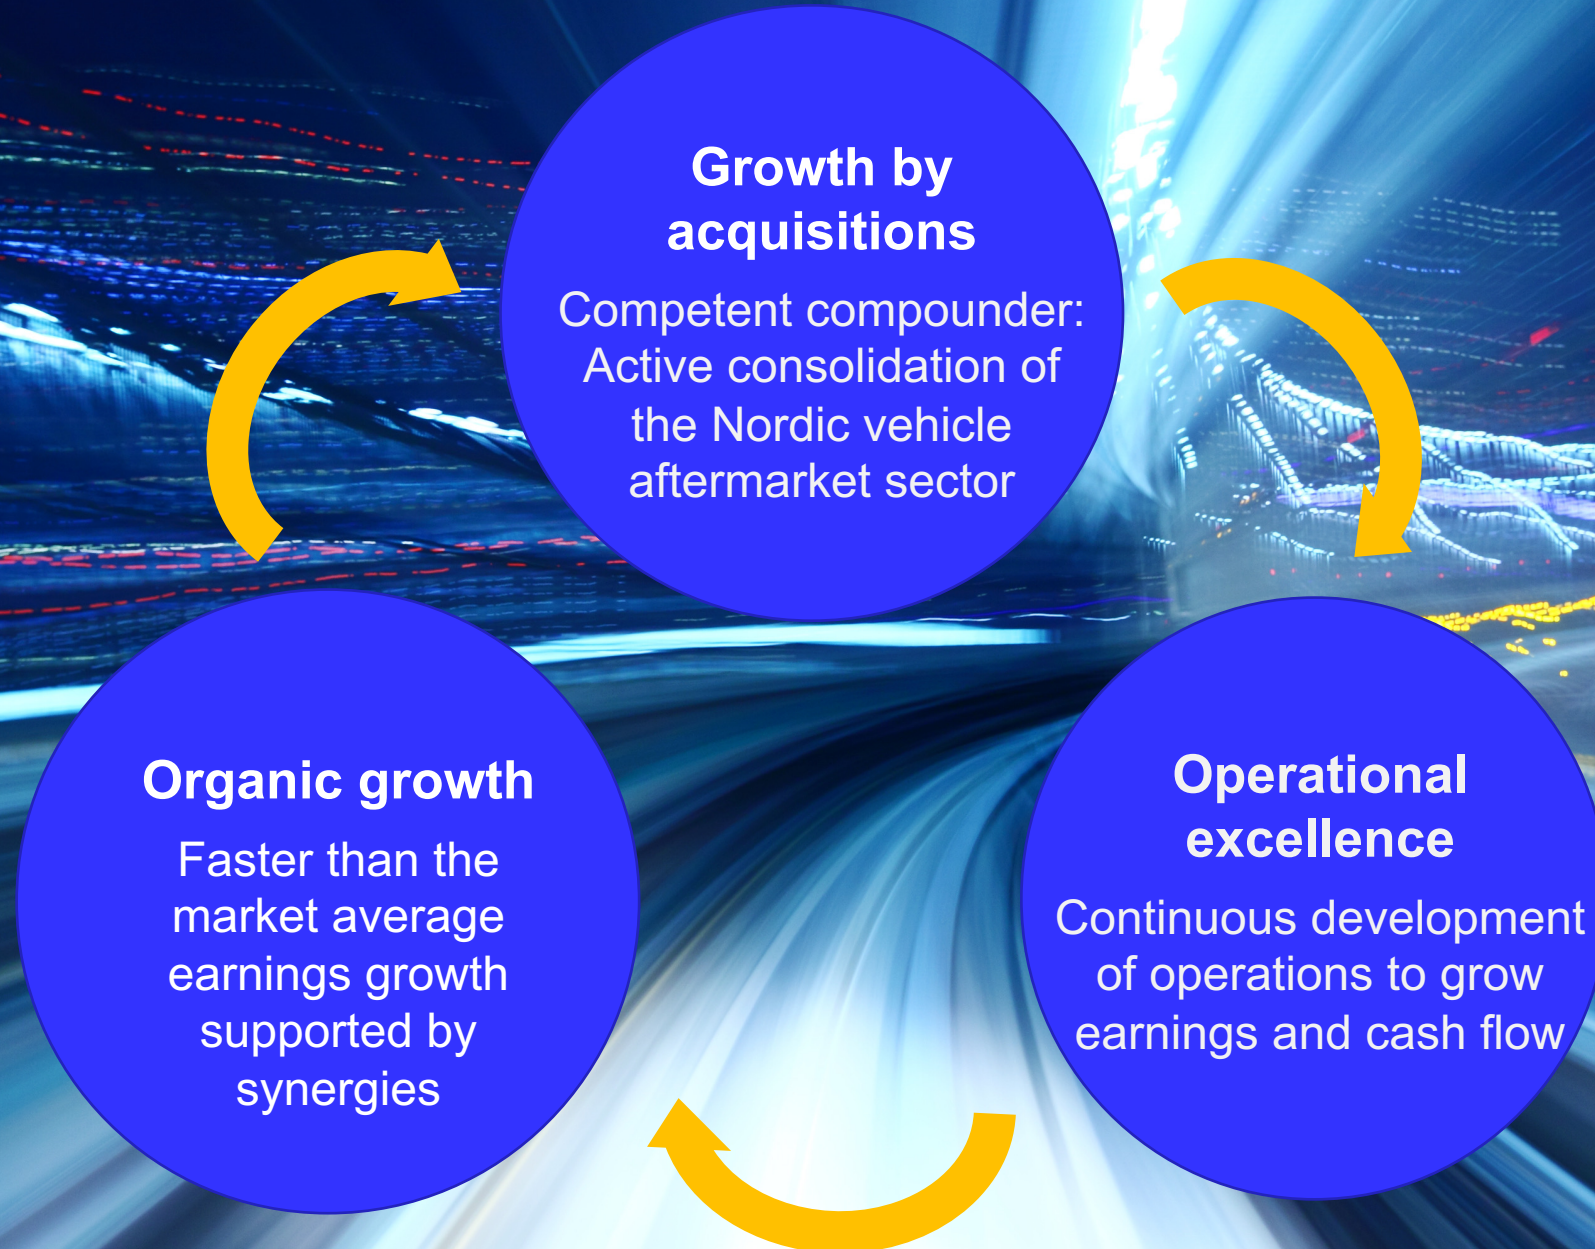 Growth by
acquisitions
Competent compounder:
Active consolidation of
the Nordic vehicle
aftermarket sector
Organic growth
Faster than the
market average
earnings growth
supported by
synergies
Operational
excellence
Continuous development
of operations to grow
earnings and cash flow